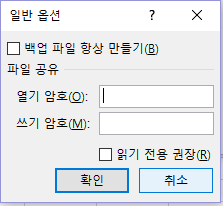 일반 옵션
백업 파일 항상 만들기(B)
파일 공유
열기 암호(O):
쓰기 암호(M):
읽기 전용 권장(R)
확인 취소